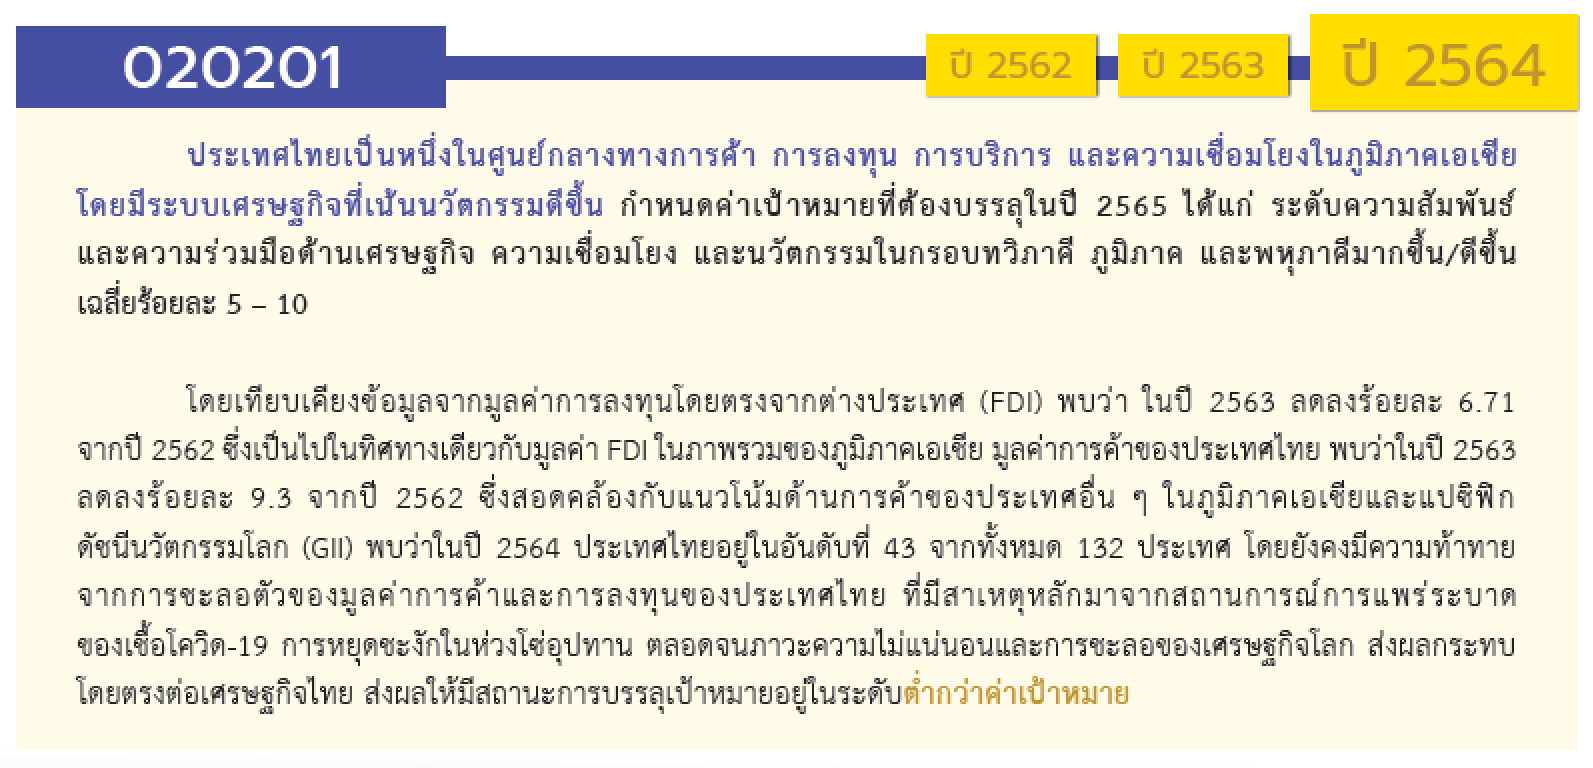 020201
ปี 2562
ปี 2563
ปี 2564
ประเทศไทยเป็นหนึ่งในศูนย์กลางทางการค้า การลงทุน การบริการ และความเชื่อมโยงในภูมิภาคเอเชีย
โดยมีระบบเศรษฐกิจที่เน้นนวัตกรรมดีขึ้น กำหนดค่าเป้าหมายที่ต้องบรรลุในปี 2565 ได้แก่ ระดับความสัมพันธ์
และความร่วมมือด้านเศรษฐกิจ ความเชื่อมโยง และนวัตกรรมในกรอบทวิภาคี ภูมิภาค และพหุภาคีมากขึ้น/ดีขึ้น
เฉลี่ยร้อยละ 5 – 10
โดยเทียบเคียงข้อมูลจากมูลค่าการลงทุนโดยตรงจากต่างประเทศ (FDI) พบว่า ในปี 2563 ลดลงร้อยละ 6.71
จากปี 2562 ซึ่งเป็นไปในทิศทางเดียวกับมูลค่า FDI ในภาพรวมของภูมิภาคเอเชีย มูลค่าการค้าของประเทศไทย พบว่าในปี 2563
ลดลงร้อยละ 9.3 จากปี 2562 ซึ่งสอดคล้องกับแนวโน้มด้านการค้าของประเทศอื่น ๆ ในภูมิภาคเอเชียและแปซิฟิก
ดัชนีนวัตกรรมโลก (GII) พบว่าในปี 2564 ประเทศไทยอยู่ในอันดับที่ 43 จากทั้งหมด 132 ประเทศ โดยยังคงมีความท้าทาย
จากการชะลอตัวของมูลค่าการค้าและการลงทุนของประเทศไทย ที่มีสาเหตุหลักมาจากสถานการณ์การแพร่ระบาด
ของเชื้อโควิด-19 การหยุดชะงักในห่วงโซ่อุปทาน ตลอดจนภาวะความไม่แน่นอนและการชะลอของเศรษฐกิจโลก ส่งผลกระทบ
โดยตรงต่อเศรษฐกิจไทย ส่งผลให้มีสถานะการบรรลุเป้าหมายอยู่ในระดับต่ำกว่าค่าเป้าหมาย